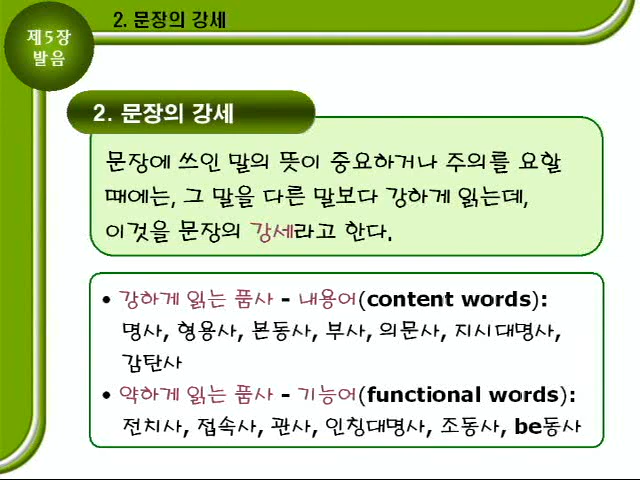 제5장
발음
2. 문장의 강세
2. 문장의 강세
문장에 쓰인 말의 뜻이 중요하거나 주의를 요할
때에는, 그 말을 다른 말보다 강하게 읽는데,
이것을 문장의 강세라고 한다.
• 강하게 읽는 품사 - 내용어(content words):
명사, 형용사, 본동사, 부사, 의문사, 지시대명사,
감탄사
• 약하게 읽는 품사 - 기능어(functional words):
전치사, 접속사, 관사, 인칭대명사, 조동사, be동사